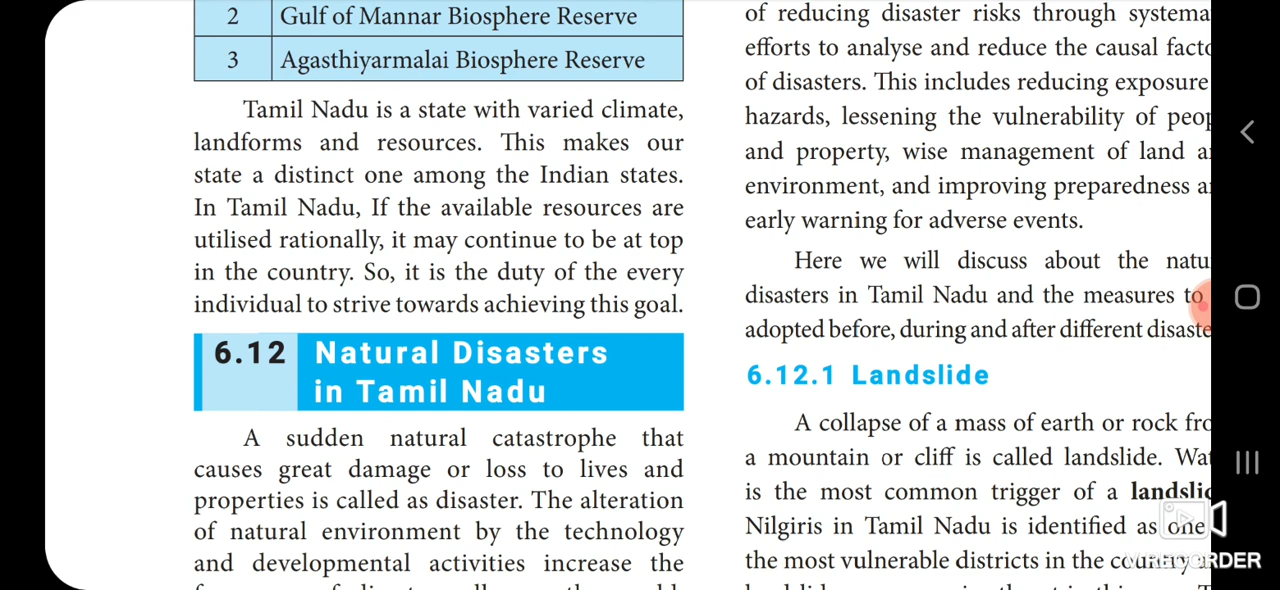 2 Gulf of Mannar Biosphere Reserve
3 Agasthiyarmalai Biosphere Reserve
Tamil Nadu is a state with varied climate,
landforms and resources. This makes our
state a distinct one among the Indian states.
In Tamil Nadu, If the available resources are
utilised rationally, it may continue to be at top
in the country. So, it is the duty of the every
individual to strive towards achieving this goal.
6.12 Natural Disasters
in Tamil Nadu
A sudden natural catastrophe that
causes great damage or loss to lives and
properties is called as disaster. The alteration
of natural environment by the technology
and developmental activities increase the
of reducing disaster risks through systema
efforts to analyse and reduce the causal facto
of disasters. This includes reducing exposure
hazards, lessening the vulnerability of peop
and property, wise management of land a
environment, and improving preparedness a
early warning for adverse events.
Here we will discuss about the natu
disasters in Tamil Nadu and the measures to
adopted before, during and after different disaste
6.12.1 Landslide
A collapse of a mass of earth or rock fro
a mountain or cliff is called landslide. Wat
is the most common trigger of a landslid
Nilgiris in Tamil Nadu is identified as one
the most vulnerable districts in the country
RECORDER